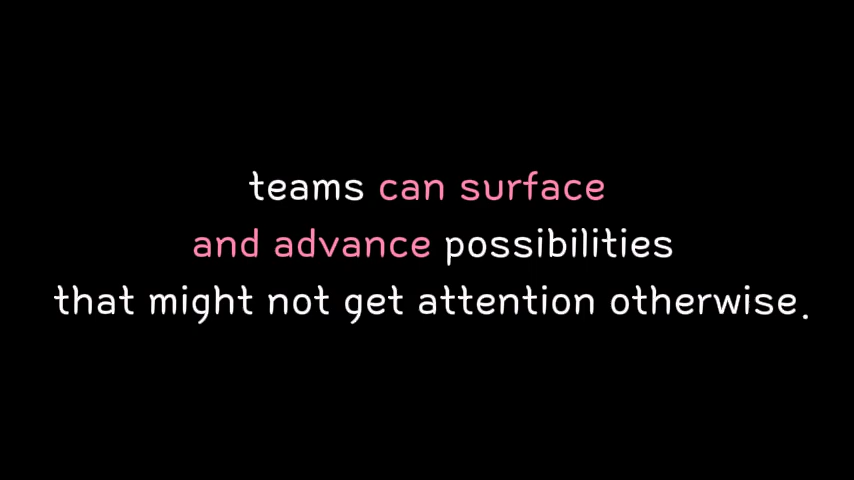 teams can surface
and advance possibilities
that might not get attention otherwise.